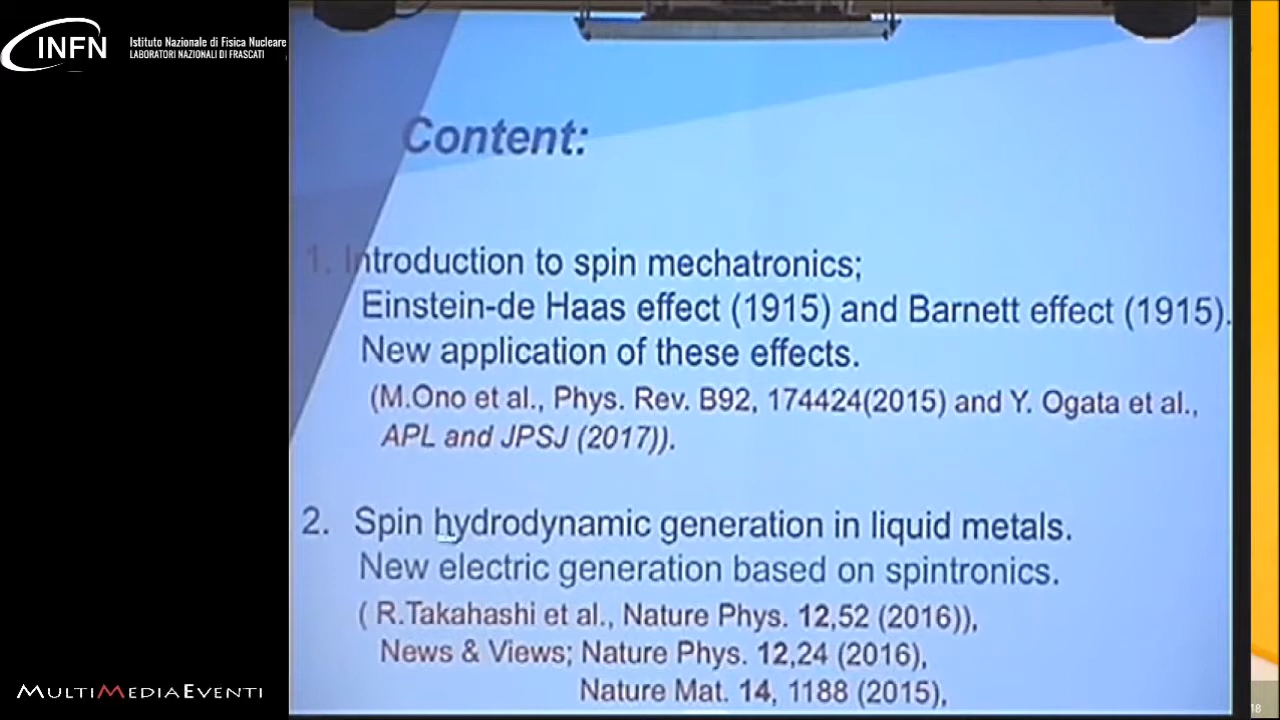 INFN
Istituto Nazionale di Fisica Nucleare
LABORATORI NAZIONALI DI FRASCATI
Content:
1. Introduction to spin mechatronics;
Einstein-de Haas effect (1915) and Barnett effect (1915).
New application of these effects.
(M.Ono et al., Phys. Rev. B92, 174424(2015) and Y. Ogata et al.,
APL and JPSJ (2017)).
2. Spin hydrodynamic generation in liquid metals.
New electric generation based on spintronics.
( R.Takahashi et al., Nature Phys. 12,52 (2016)),
News & Views; Nature Phys. 12,24 (2016),
Nature Mat. 14, 1188 (2015),
MULTIMEDIAEVENTI
18